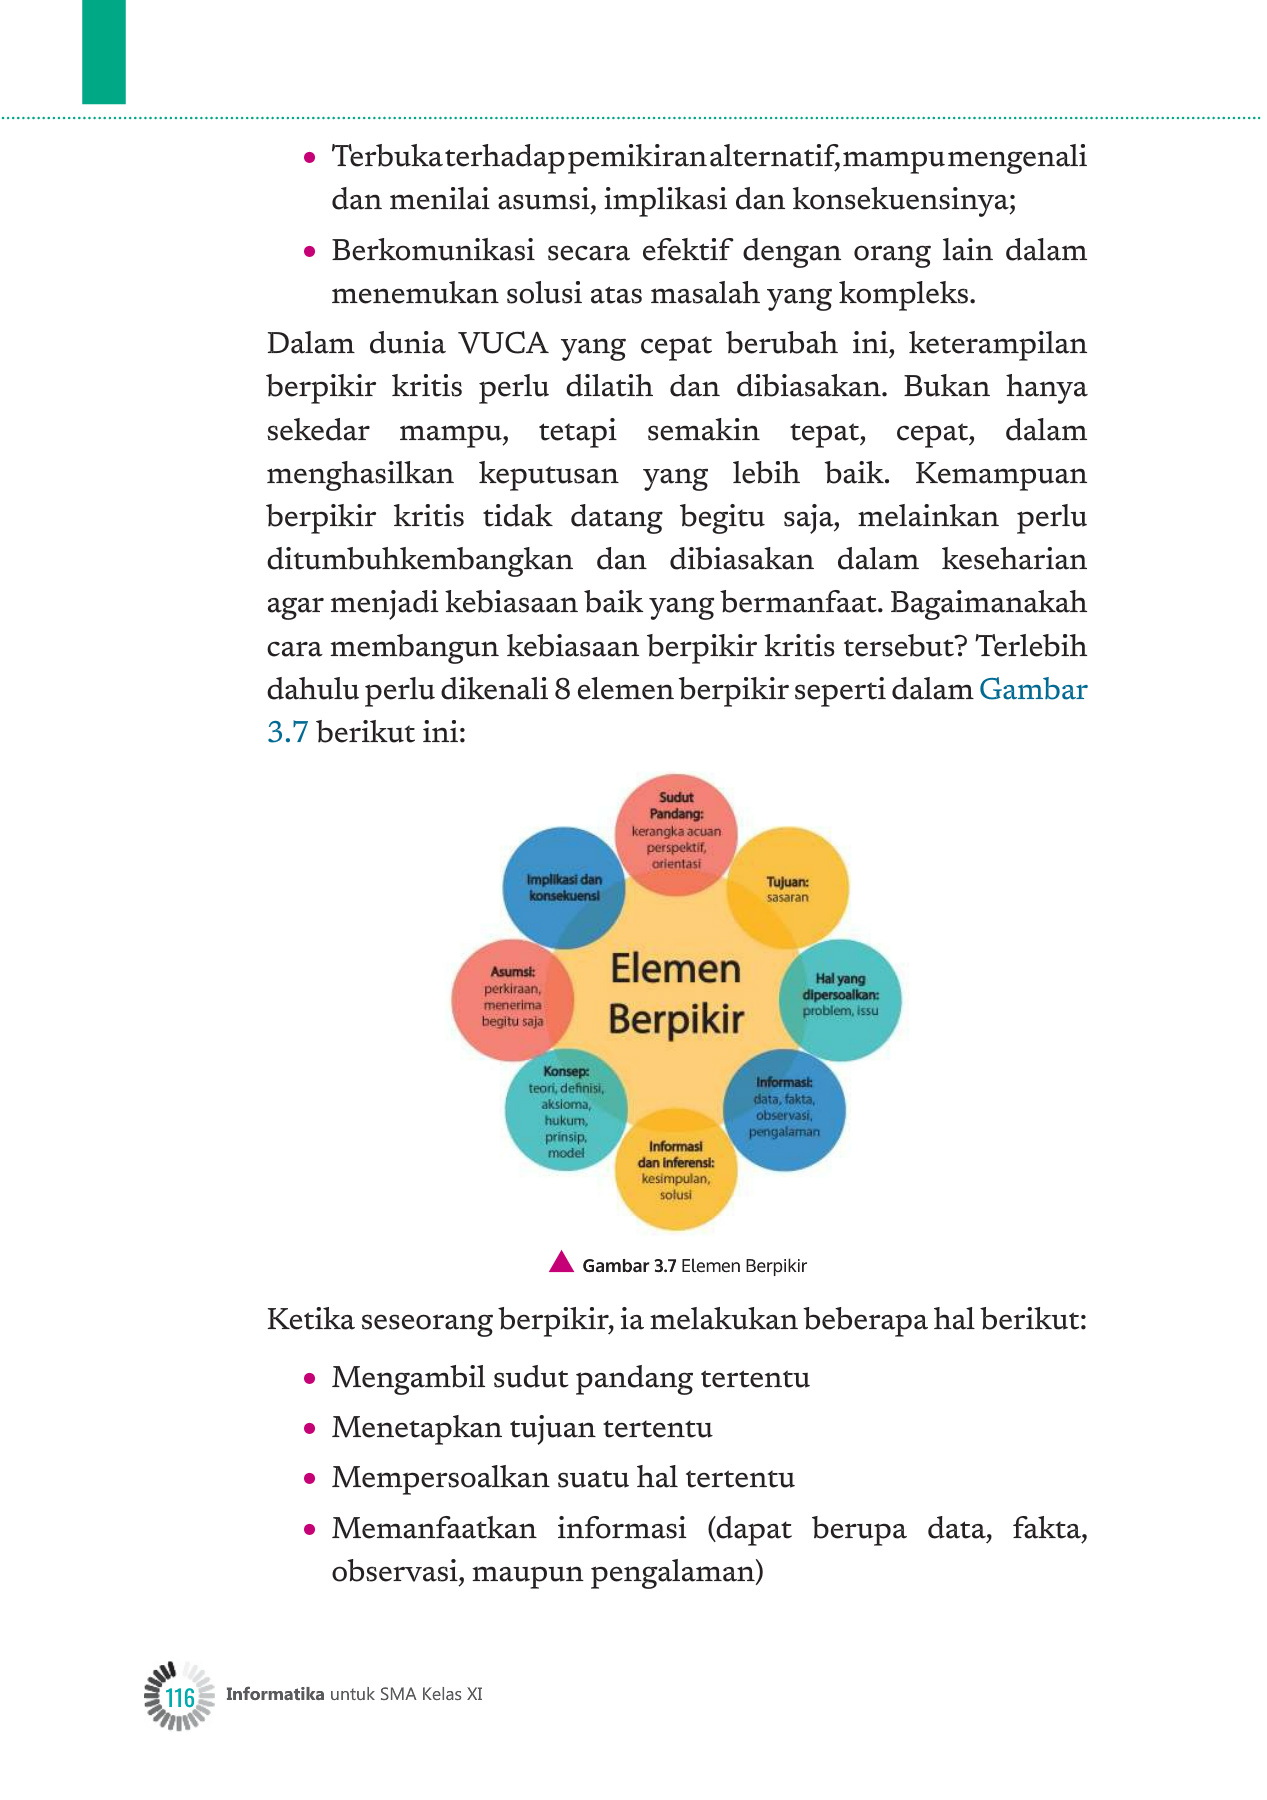 • Terbuka terhadap pemikiran alternatif, mampu mengenali
dan menilai asumsi, implikasi dan konsekuensinya;
• Berkomunikasi secara efektif dengan orang lain dalam
menemukan solusi atas masalah yang kompleks.
Dalam dunia VUCA yang cepat berubah ini, keterampilan
berpikir kritis perlu dilatih dan dibiasakan. Bukan hanya
sekedar mampu, tetapi semakin tepat, cepat, dalam
menghasilkan keputusan yang lebih baik. Kemampuan
berpikir kritis tidak datang begitu saja, melainkan perlu
ditumbuhkembangkan dan dibiasakan dalam keseharian
agar menjadi kebiasaan baik yang bermanfaat. Bagaimanakah
cara membangun kebiasaan berpikir kritis tersebut? Terlebih
dahulu perlu dikenali 8 elemen berpikir seperti dalam Gambar
3.7 berikut ini:
Sudut
Pandang:
kerangka acuan
perspektif,
orientasi
Tujuan:
sasaran
Hal yang
dipersoalkan:
problem, issu
Informasi:
data, fakta,
observasi,
pengalaman
Informasi
dan inferensi:
kesimpulan,
solusi
Konsep:
teori, definisi,
aksioma,
hukum,
prinsip,
model
Asumsi:
perkiraan,
menerima
begitu saja
Implikasi dan
konsekuensi
Elemen
Berpikir
Gambar 3.7 Elemen Berpikir
Ketika seseorang berpikir, ia melakukan beberapa hal berikut:
• Mengambil sudut pandang tertentu
• Menetapkan tujuan tertentu
• Mempersoalkan suatu hal tertentu
• Memanfaatkan informasi (dapat berupa data, fakta,
observasi, maupun pengalaman)
116 Informatika untuk SMA Kelas XI